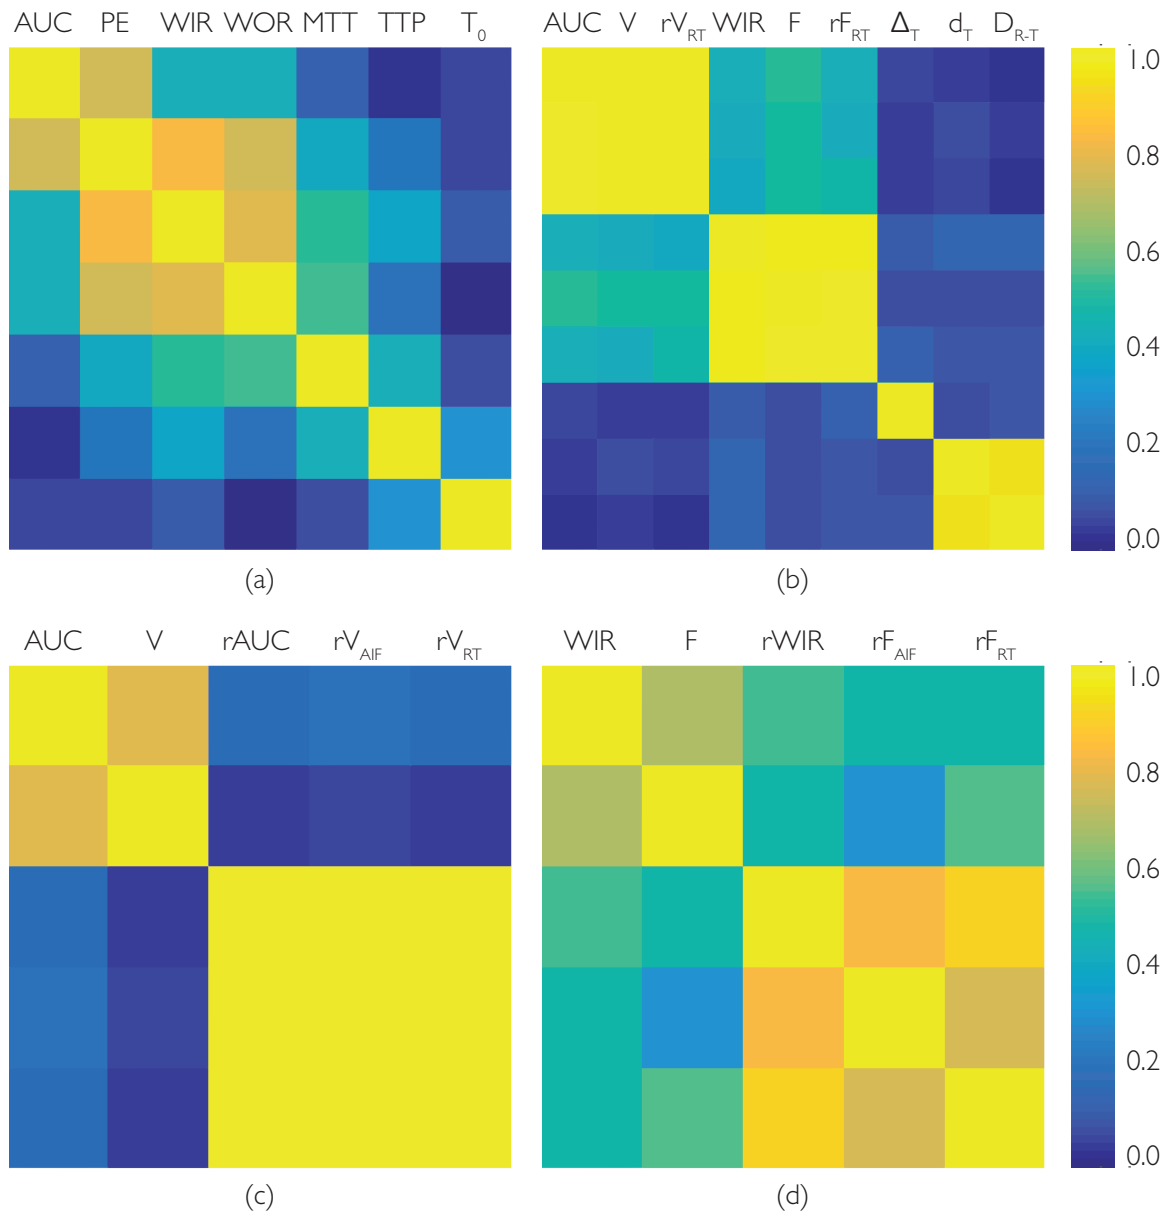 AUC PE WIR WOR MTT TTP T0
AUC V rVRT WIR F rFRT ΔT dT DR-T
1.0
0.8
0.6
0.4
0.2
0.0
(a)
(b)
AUC V rAUC rVAIF rVRT
WIR F rWIR rFAIF rFRT
1.0
0.8
0.6
0.4
0.2
0.0
(c)
(d)